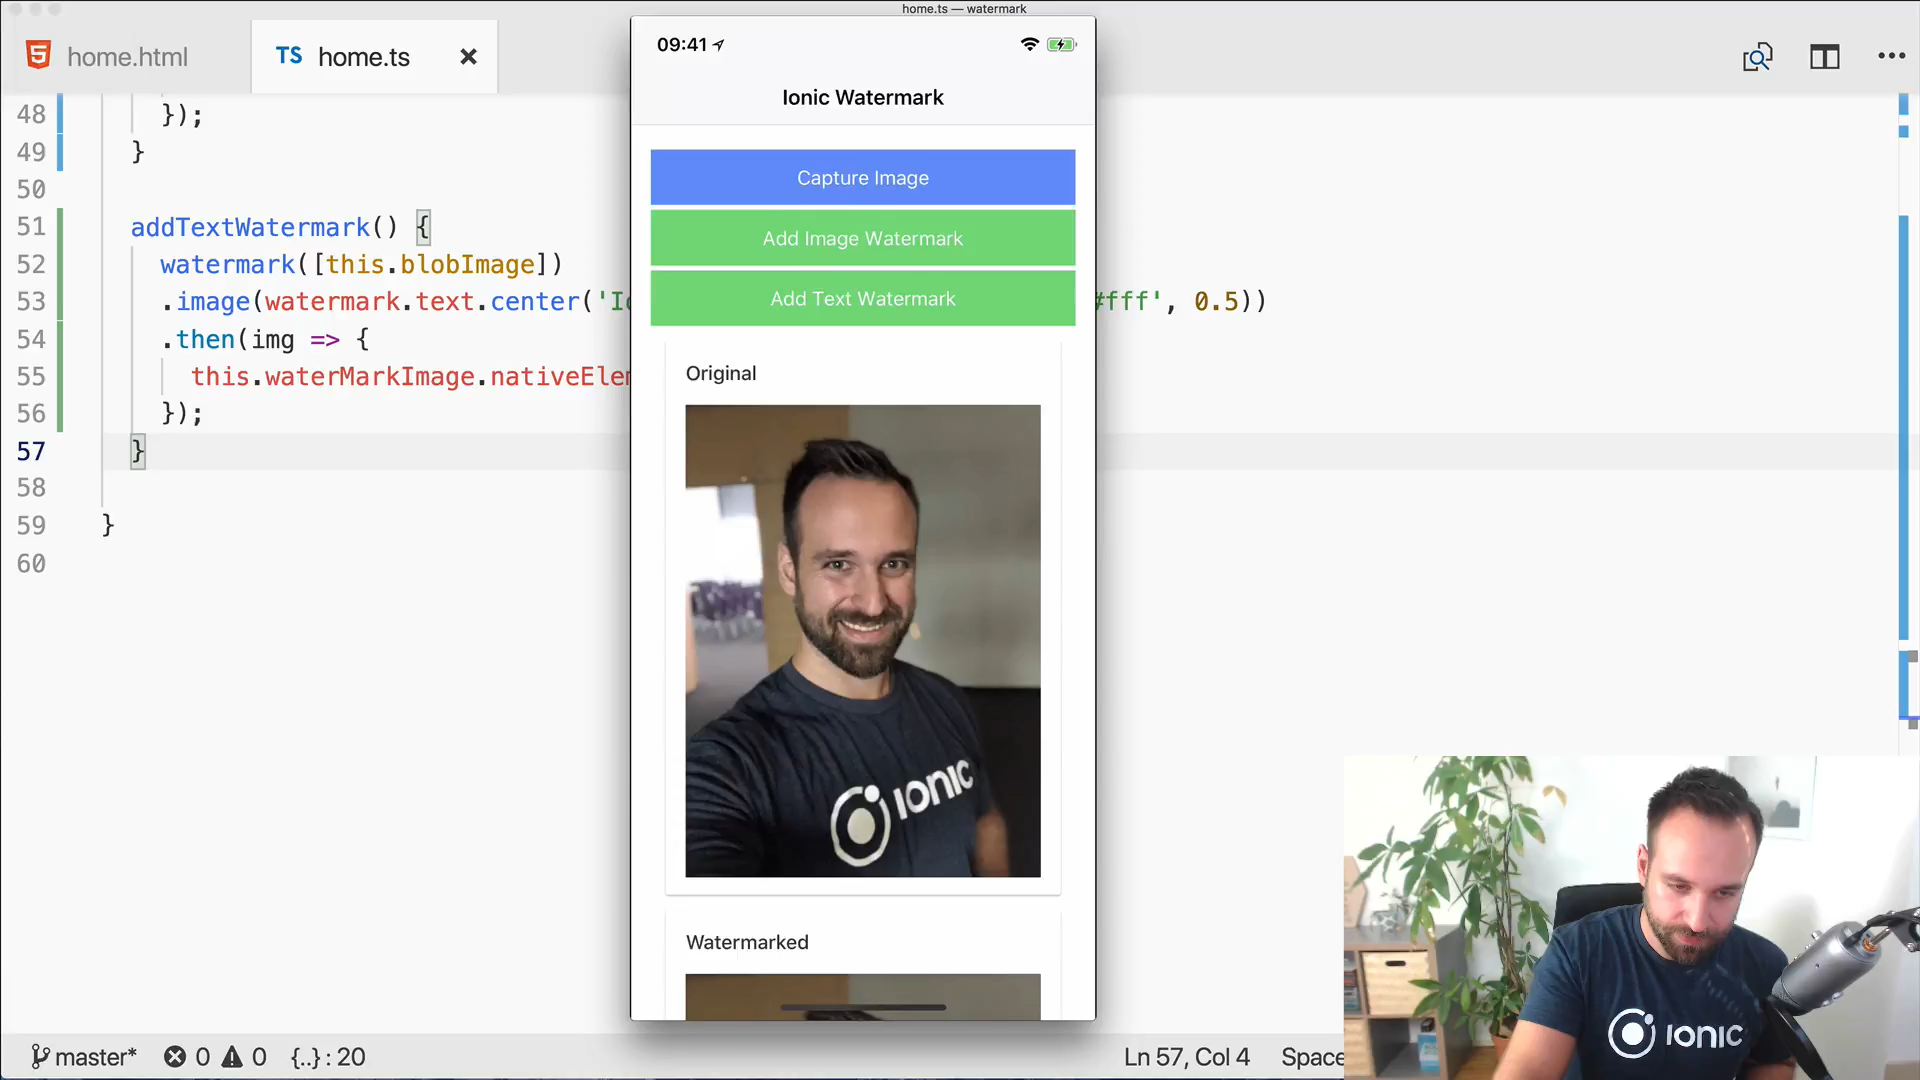 home.ts — watermark
home.html
TS home.ts
48 });
49 }
50
51 addTextWatermark() {
52 watermark([this.blobImage])
53 .image(watermark.text.center('I #fff', 0.5))
54 .then(img => {
55 this.waterMarkImage.nativeElem
56 });
57 }
58
59 }
60
09:41
Ionic Watermark
Capture Image
Add Image Watermark
Add Text Watermark
Original
IONIC
Watermarked
master* 0 0 {..} : 20
Ln 57, Col 4 Space
IONIC